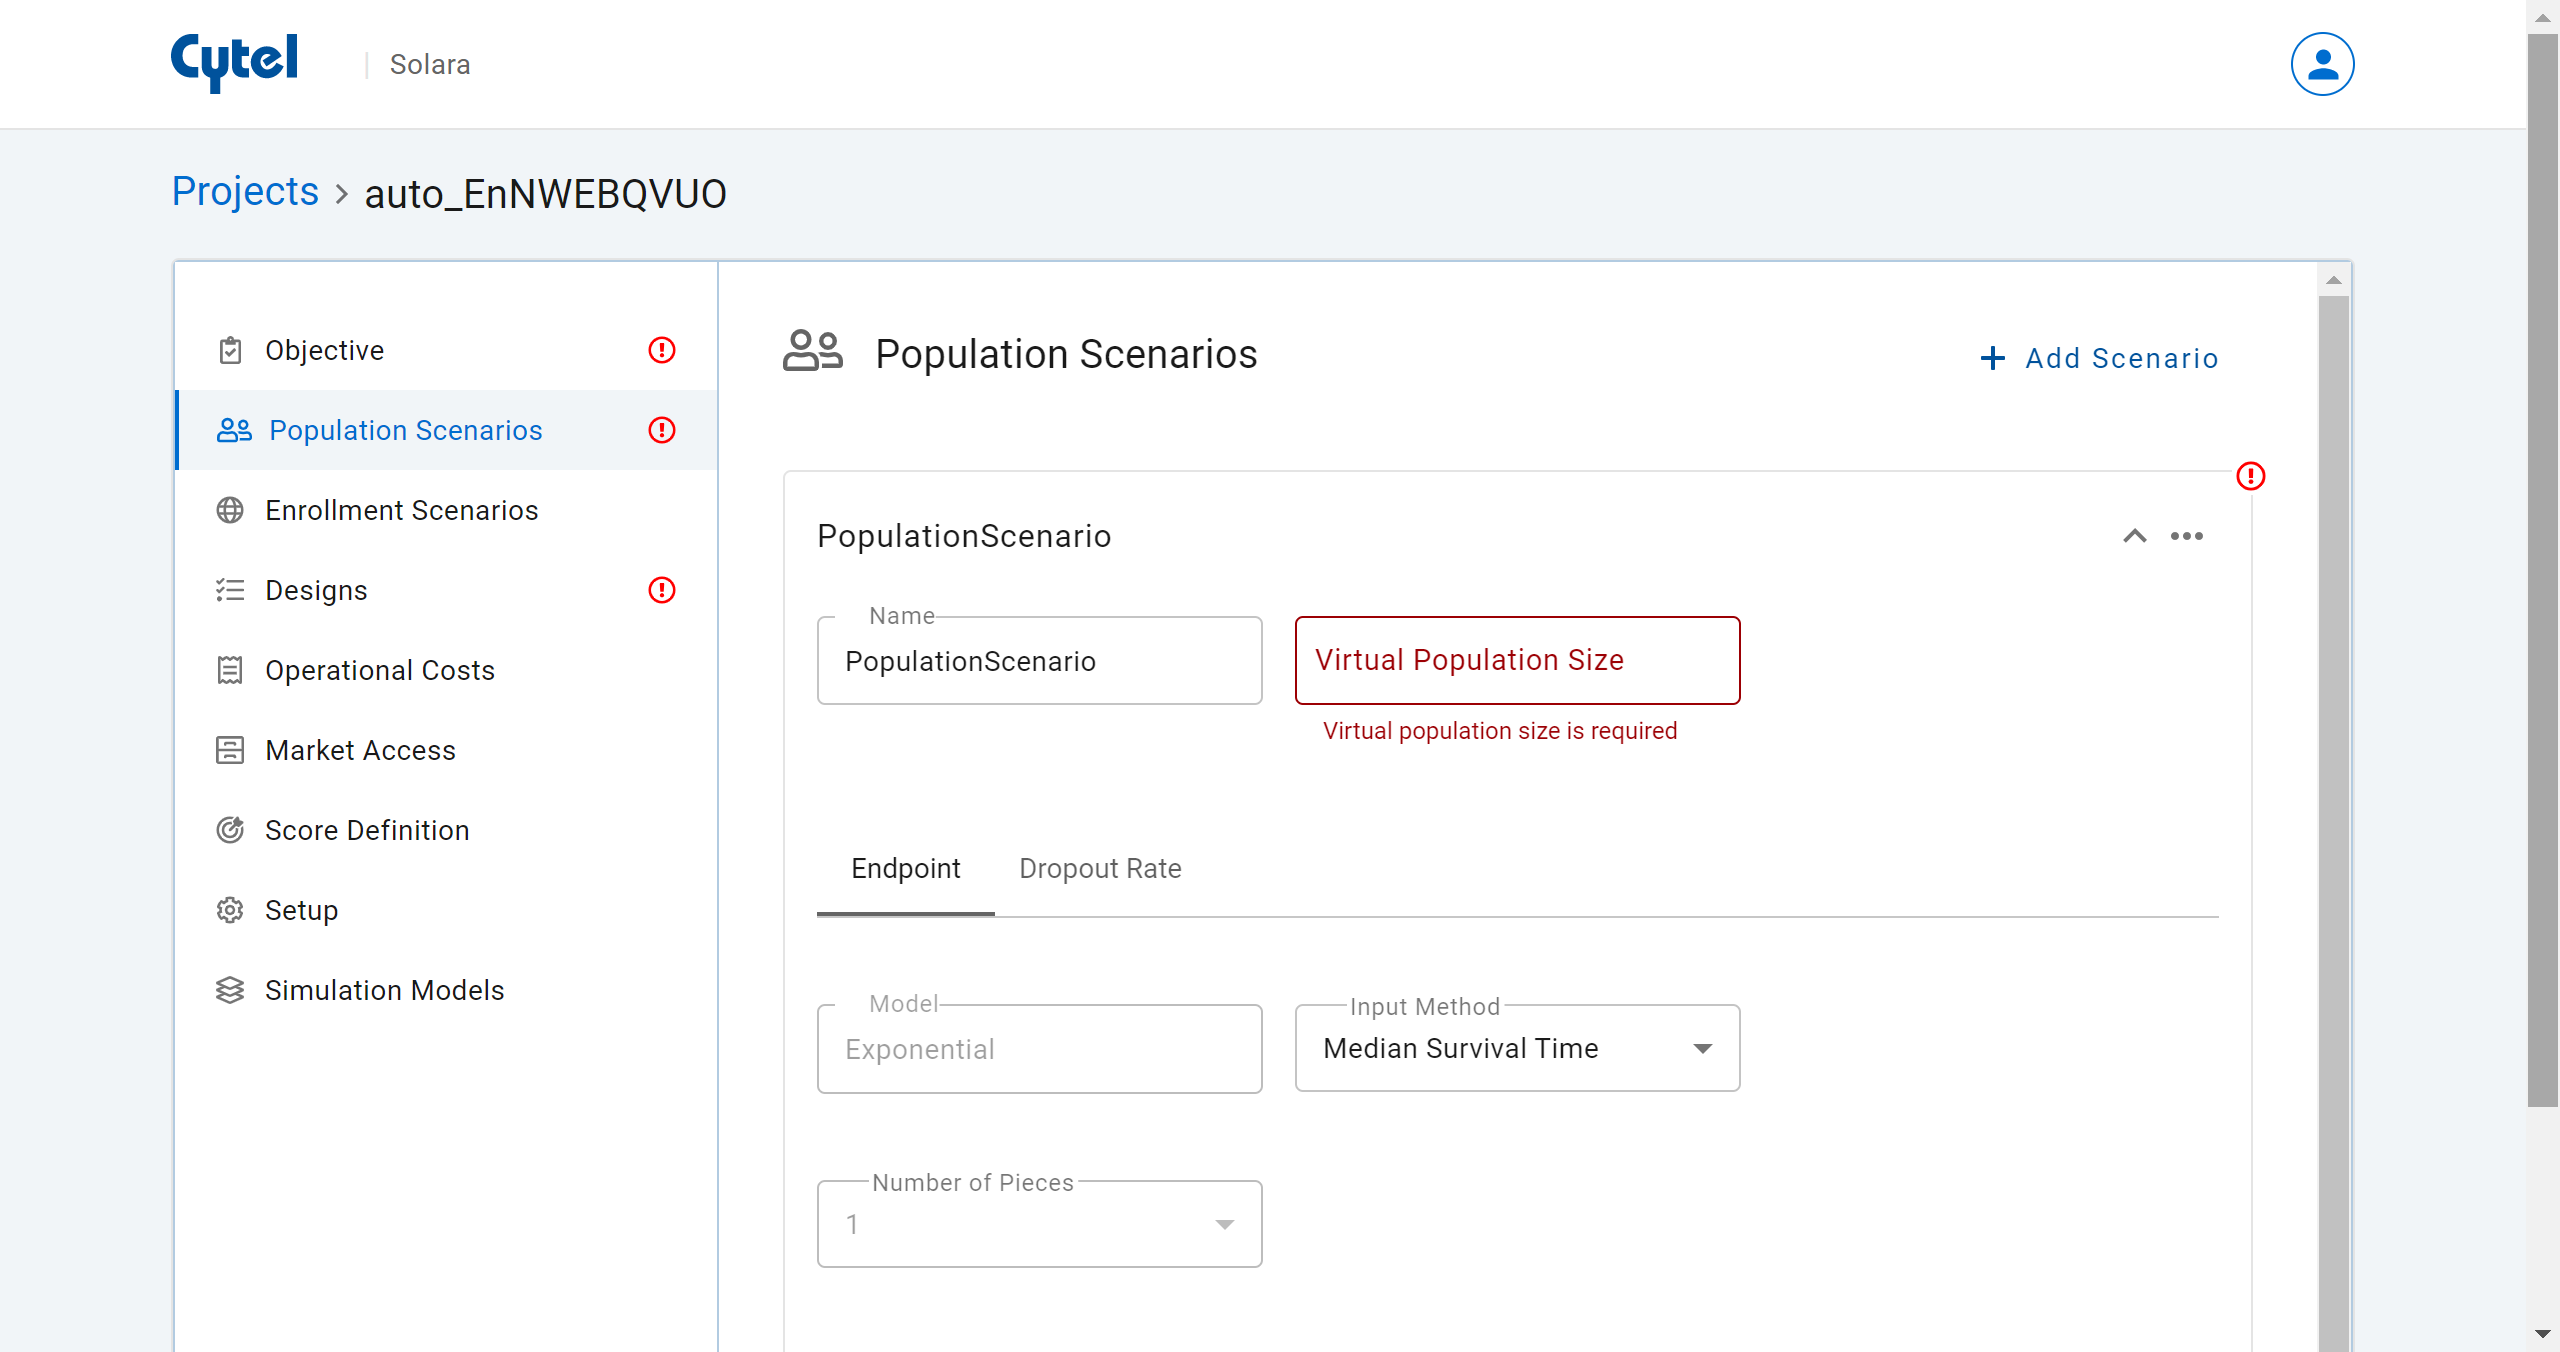 Cytel | Solara
Projects > auto_EnNWEBQVUO
Objective
Population Scenarios
Enrollment Scenarios
Designs
Operational Costs
Market Access
Score Definition
Setup
Simulation Models
Population Scenarios
+ Add Scenario
PopulationScenario
Name
PopulationScenario
Virtual Population Size
Virtual population size is required
Endpoint
Dropout Rate
Model
Exponential
Input Method
Median Survival Time
Number of Pieces
1